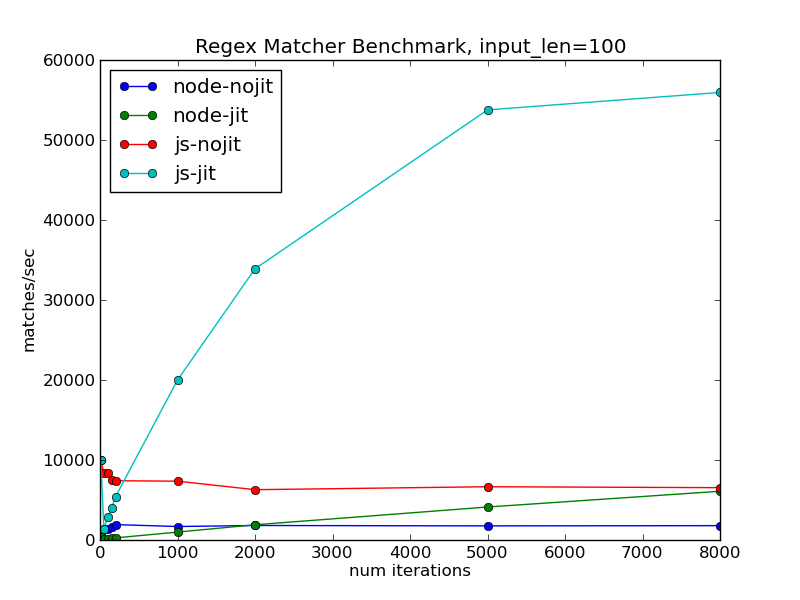 Regex Matcher Benchmark, input_len=100
60000
50000
40000
30000
20000
10000
0
matches/sec
node-nojit
node-jit
js-nojit
js-jit
0 1000 2000 3000 4000 5000 6000 7000 8000
num iterations